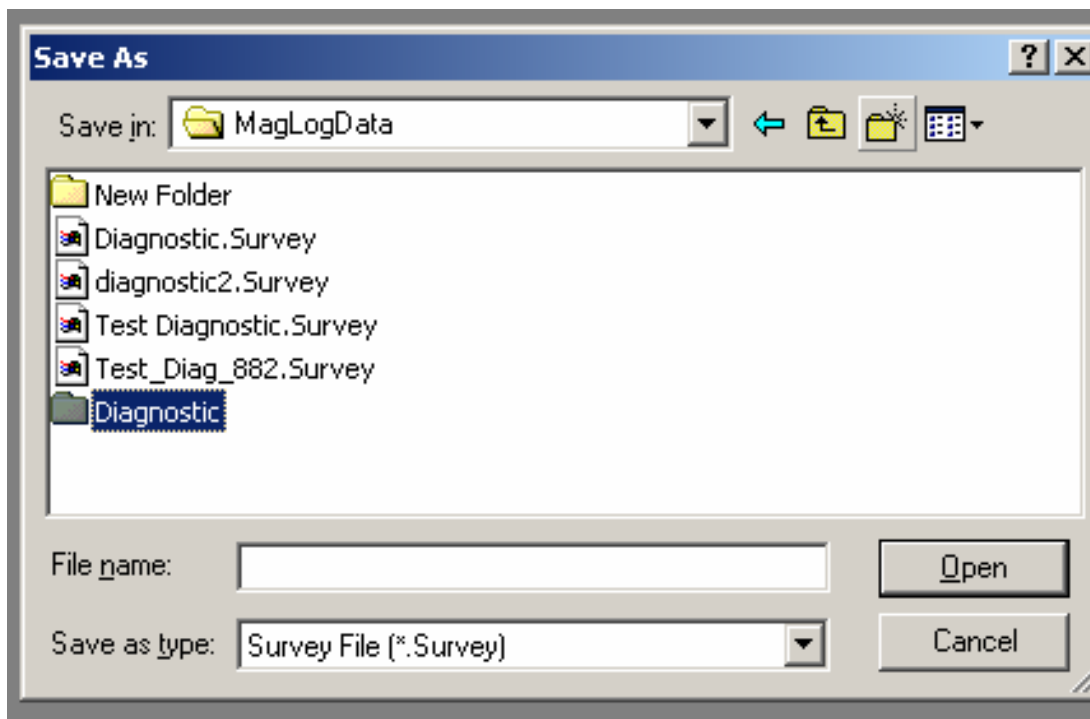 Save As
Save in: MagLogData
New Folder
Diagnostic.Survey
diagnostic2.Survey
Test Diagnostic.Survey
Test_Diag_882.Survey
Diagnostic
File name: Open
Save as type: Survey File (*.Survey) Cancel